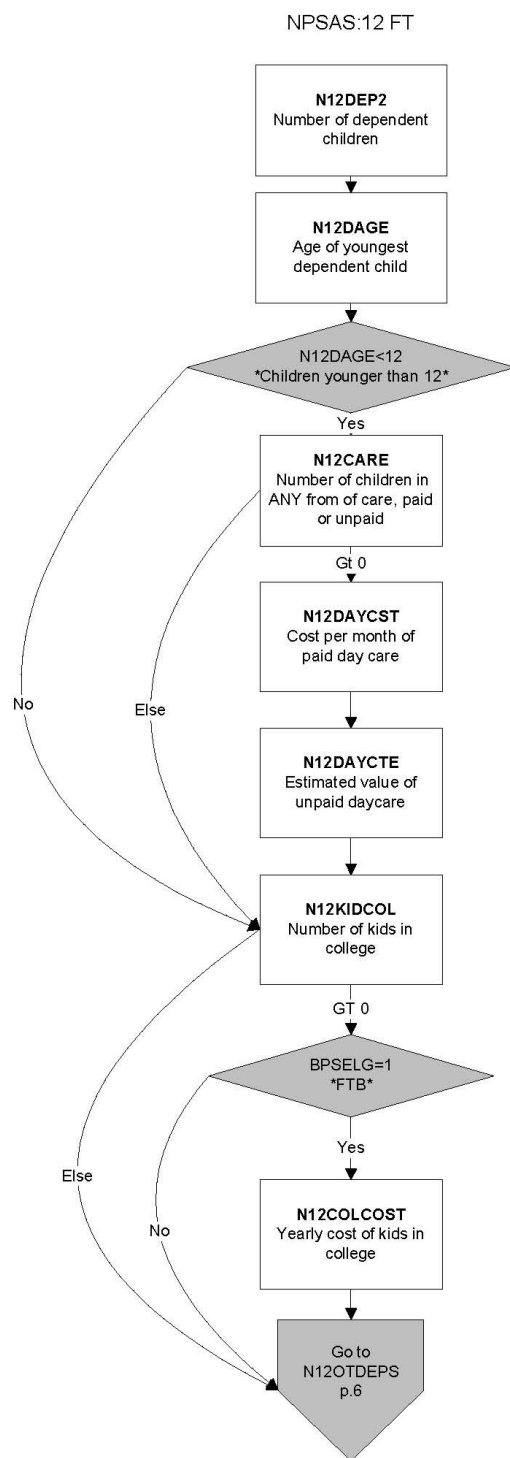 NPSAS:12 FT
N12DEP2
Number of dependent
children
N12DAGE
Age of youngest
dependent child
N12DAGE<12
*Children younger than 12*
Yes
N12CARE
Number of children in
ANY from of care, paid
or unpaid
Gt 0
N12DAYCST
Cost per month of
paid day care
No
Else
N12DAYCTE
Estimated value of
unpaid daycare
N12KIDCOL
Number of kids in
college
GT 0
BPSELG=1
*FTB*
Yes
Else
No
N12COLCOST
Yearly cost of kids in
college
Go to
N12OTDEPS
p.6